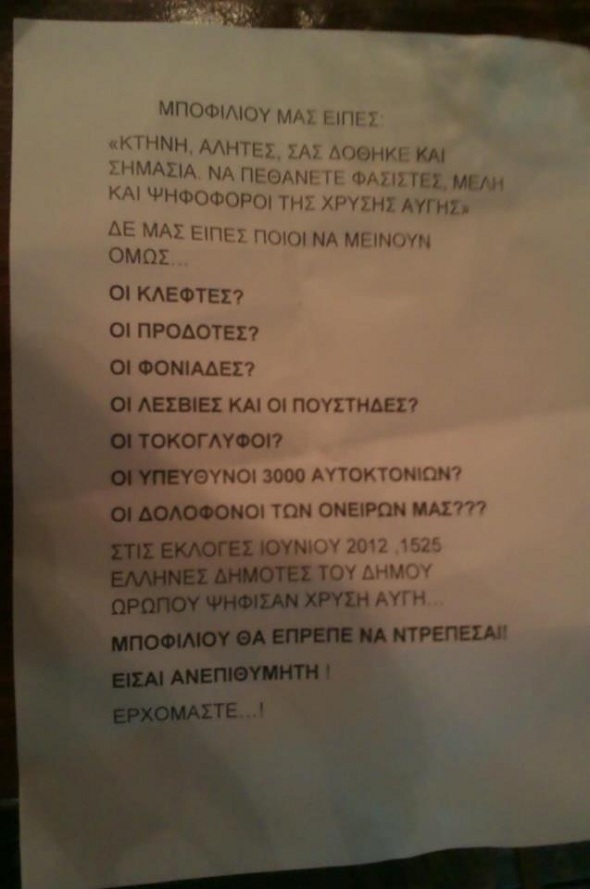 ΜΠΟΦΙΛΙΟΥ ΜΑΣ ΕΙΠΕΣ:
«ΚΤΗΝΗ, ΑΛΗΤΕΣ, ΣΑΣ ΔΟΘΗΚΕ ΚΑΙ
ΣΗΜΑΣΙΑ. ΝΑ ΠΕΘΑΝΕΤΕ ΦΑΣΙΣΤΕΣ, ΜΕΛΗ
ΚΑΙ ΨΗΦΟΦΟΡΟΙ ΤΗΣ ΧΡΥΣΗΣ ΑΥΓΗΣ»
ΔΕ ΜΑΣ ΕΙΠΕΣ ΠΟΙΟΙ ΝΑ ΜΕΙΝΟΥΝ
ΟΜΩΣ...
ΟΙ ΚΛΕΦΤΕΣ?
ΟΙ ΠΡΟΔΟΤΕΣ?
ΟΙ ΦΟΝΙΑΔΕΣ?
ΟΙ ΛΕΣΒΙΕΣ ΚΑΙ ΟΙ ΠΟΥΣΤΗΔΕΣ?
ΟΙ ΤΟΚΟΓΛΥΦΟΙ?
ΟΙ ΥΠΕΥΘΥΝΟΙ 3000 ΑΥΤΟΚΤΟΝΙΩΝ?
ΟΙ ΔΟΛΟΦΟΝΟΙ ΤΩΝ ΟΝΕΙΡΩΝ ΜΑΣ???
ΣΤΙΣ ΕΚΛΟΓΕΣ ΙΟΥΝΙΟΥ 2012 ,1525
ΕΛΛΗΝΕΣ ΔΗΜΟΤΕΣ ΤΟΥ ΔΗΜΟΥ
ΩΡΩΠΟΥ ΨΗΦΙΣΑΝ ΧΡΥΣΗ ΑΥΓΗ...
ΜΠΟΦΙΛΙΟΥ ΘΑ ΕΠΡΕΠΕ ΝΑ ΝΤΡΕΠΕΣΑΙ!
ΕΙΣΑΙ ΑΝΕΠΙΘΥΜΗΤΗ !
ΕΡΧΟΜΑΣΤΕ...!